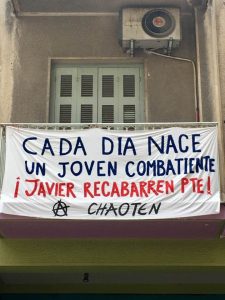 CADA DIA NACE
UN JOVEN COMBATIENTE
¡JAVIER RECABARREN PTE!
CHAOTEN